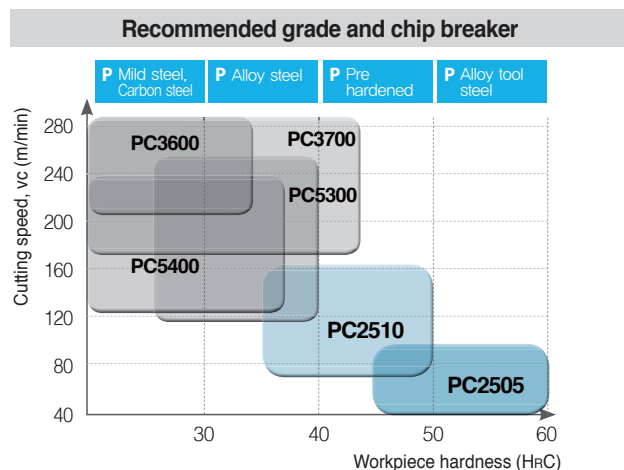 Recommended grade and chip breaker
P Mild steel,
Carbon steel
P Alloy steel
P Pre
hardened
P Alloy tool
steel
Cutting speed, vc (m/min)
280
240
200
160
120
80
40
PC3600
PC3700
PC5300
PC5400
PC2510
PC2505
30
40
50
60
Workpiece hardness (HRC)